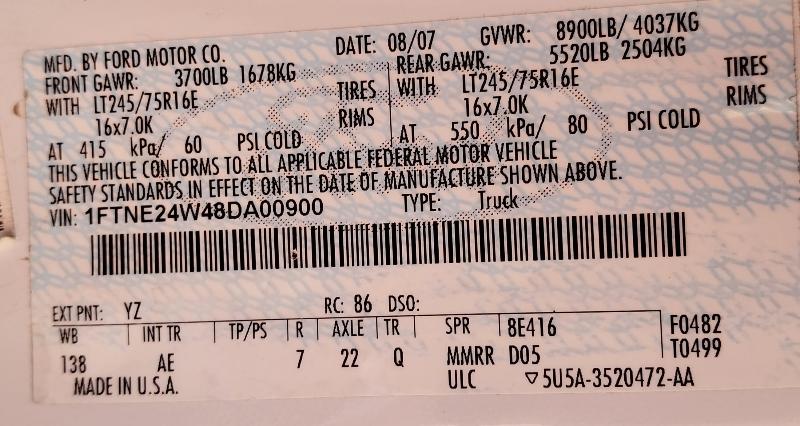 MFD. BY FORD MOTOR CO. DATE: 08/07 GVWR: 8900LB/ 4037KG
FRONT GAWR: 3700LB 1678KG REAR GAWR: 5520LB 2504KG
WITH LT245/75R16E TIRES WITH LT245/75R16E TIRES
16x7.0K RIMS 16x7.0K RIMS
AT 415 kPa/ 60 PSI COLD AT 550 kPa/ 80 PSI COLD
THIS VEHICLE CONFORMS TO ALL APPLICABLE FEDERAL MOTOR VEHICLE
SAFETY STANDARDS IN EFFECT ON THE DATE OF MANUFACTURE SHOWN ABOVE.
VIN: 1FTNE24W48DA00900 TYPE: Truck
EXT PNT: YZ RC: 86 DSO:
WB INT TR TP/PS R AXLE TR SPR 8E416 F0482
138 AE 7 22 Q MMRR D05 T0499
MADE IN U.S.A. ULC ▽5U5A-3520472-AA